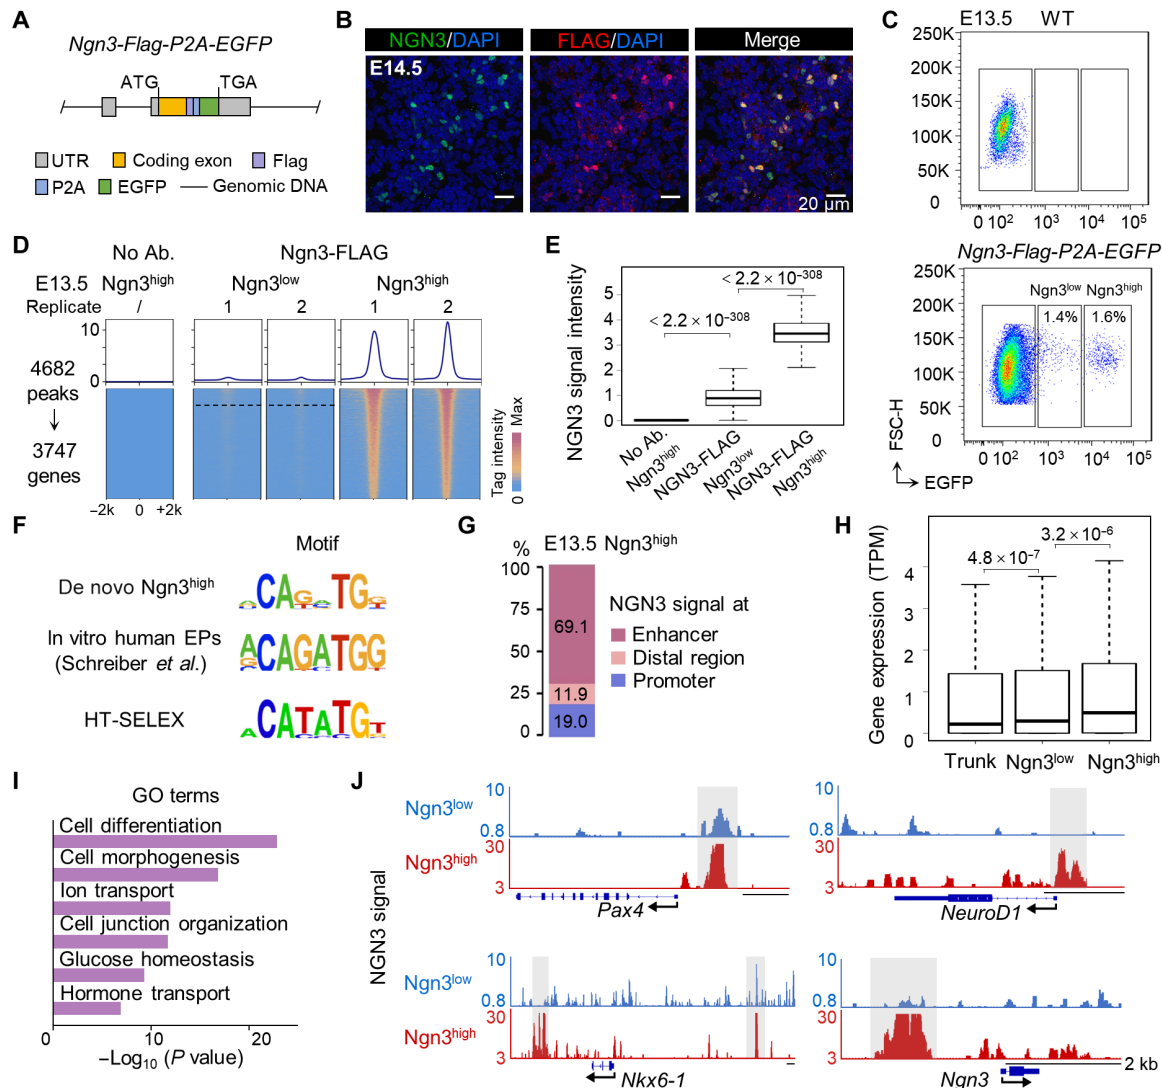 A
Ngn3-Flag-P2A-EGFP
ATG TGA
UTR Coding exon Flag
P2A EGFP Genomic DNA
B
NGN3/DAPI FLAG/DAPI Merge
E14.5
20 µm
C
E13.5 WT
250K
200K
150K
100K
50K
0
0 10² 10³ 10⁴ 10⁵
Ngn3-Flag-P2A-EGFP
250K
200K
150K
100K
50K
0
Ngn3low Ngn3high
1.4% 1.6%
0 10² 10³ 10⁴ 10⁵
FSC-H
EGFP
D
No Ab. Ngn3-FLAG
E13.5 Ngn3high Ngn3low Ngn3high
Replicate / 1 2 1 2
10
0
4682
peaks
3747
genes
−2k 0 +2k
Tag intensity
0 Max
E
NGN3 signal intensity
5
4
3
2
1
0
< 2.2 × 10⁻³⁰⁸
< 2.2 × 10⁻³⁰⁸
No Ab.
Ngn3high
NGN3-FLAG
Ngn3low
NGN3-FLAG
Ngn3high
F
Motif
De novo Ngn3high
In vitro human EPs
(Schreiber et al.)
ACAGATGG
HT-SELEX
ACATATGT
G
% E13.5 Ngn3high
100
75
50
25
0
69.1
11.9
19.0
NGN3 signal at
Enhancer
Distal region
Promoter
H
Gene expression (TPM)
4
3
2
1
0
4.8 × 10⁻⁷
3.2 × 10⁻⁶
Trunk Ngn3low Ngn3high
I
GO terms
Cell differentiation
Cell morphogenesis
Ion transport
Cell junction organization
Glucose homeostasis
Hormone transport
0 10 20
−Log₁₀ (P value)
J
NGN3 signal
Ngn3low
10
0.8
Ngn3high
30
3
Pax4
10
0.8
30
3
NeuroD1
Ngn3low
10
0.8
Ngn3high
30
3
Nkx6-1
10
0.8
30
3
Ngn3
2 kb